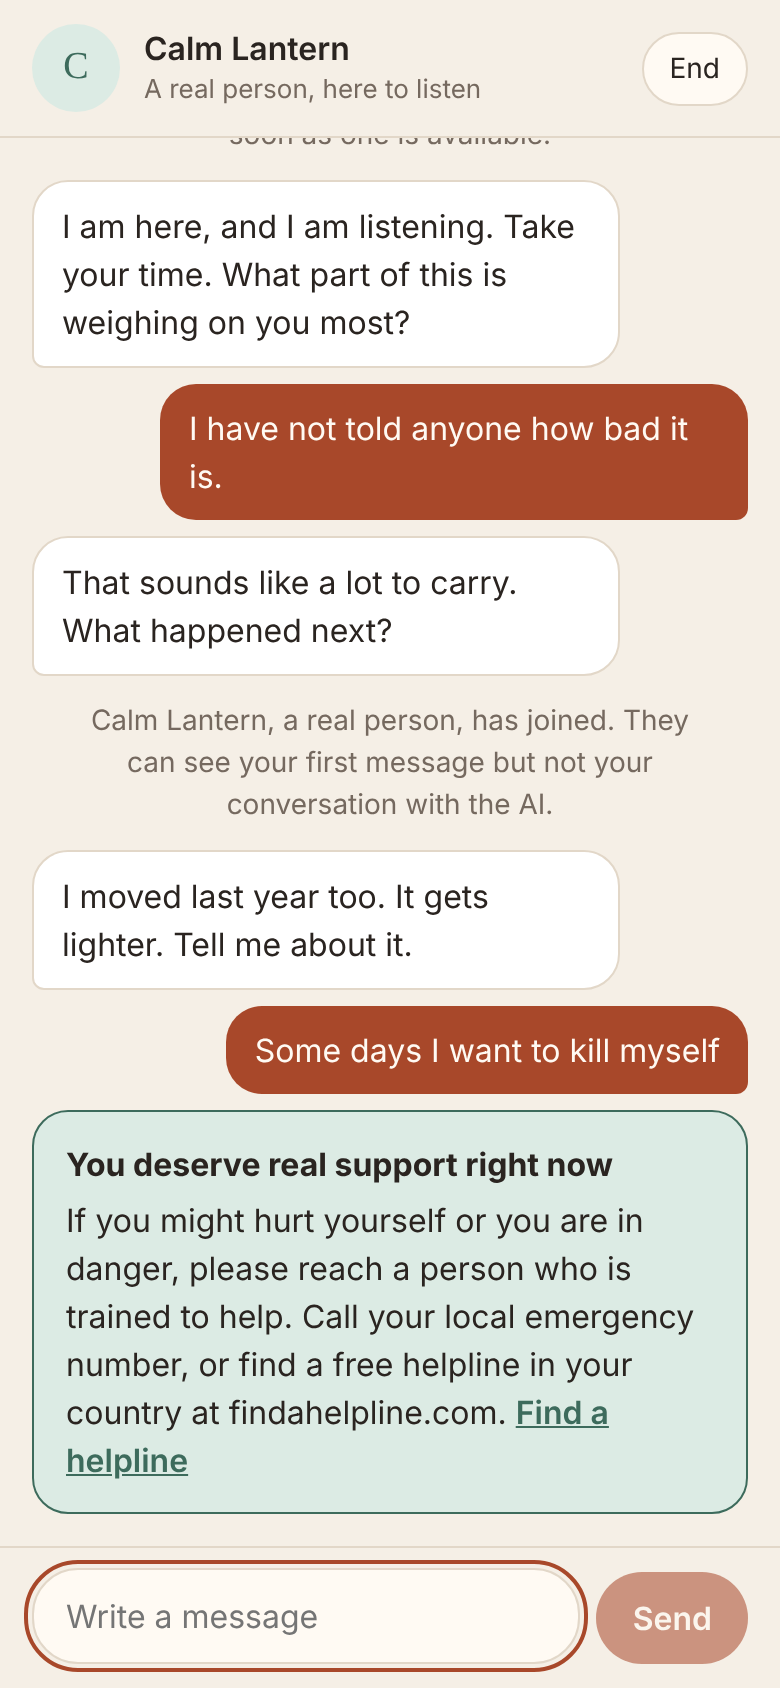 C
Calm Lantern
A real person, here to listen
End
soon as one is available.
I am here, and I am listening. Take
your time. What part of this is
weighing on you most?
I have not told anyone how bad it
is.
That sounds like a lot to carry.
What happened next?
Calm Lantern, a real person, has joined. They
can see your first message but not your
conversation with the AI.
I moved last year too. It gets
lighter. Tell me about it.
Some days I want to kill myself
You deserve real support right now
If you might hurt yourself or you are in
danger, please reach a person who is
trained to help. Call your local emergency
number, or find a free helpline in your
country at findahelpline.com. Find a
helpline
Write a message
Send